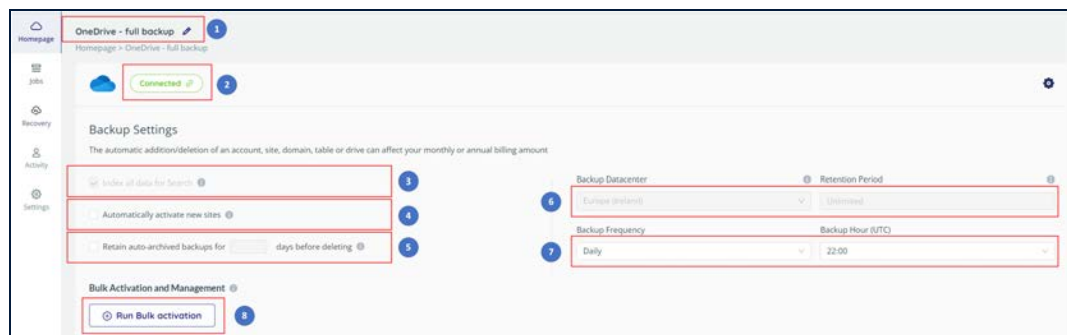 Homepage
Jobs
Recovery
Activity
Settings
OneDrive - full backup 1
Homepage > OneDrive - full backup
Connected 2
Backup Settings
The automatic addition/deletion of an account, site, domain, table or drive can affect your monthly or annual billing amount
Index all data for Search 3
Automatically activate new sites 4
Retain auto-archived backups for days before deleting 5
Backup Datacenter Retention Period
6 Europe (Ireland) Unlimited
Backup Frequency Backup Hour (UTC)
7 Daily 22:00
Bulk Activation and Management
Run Bulk activation 8